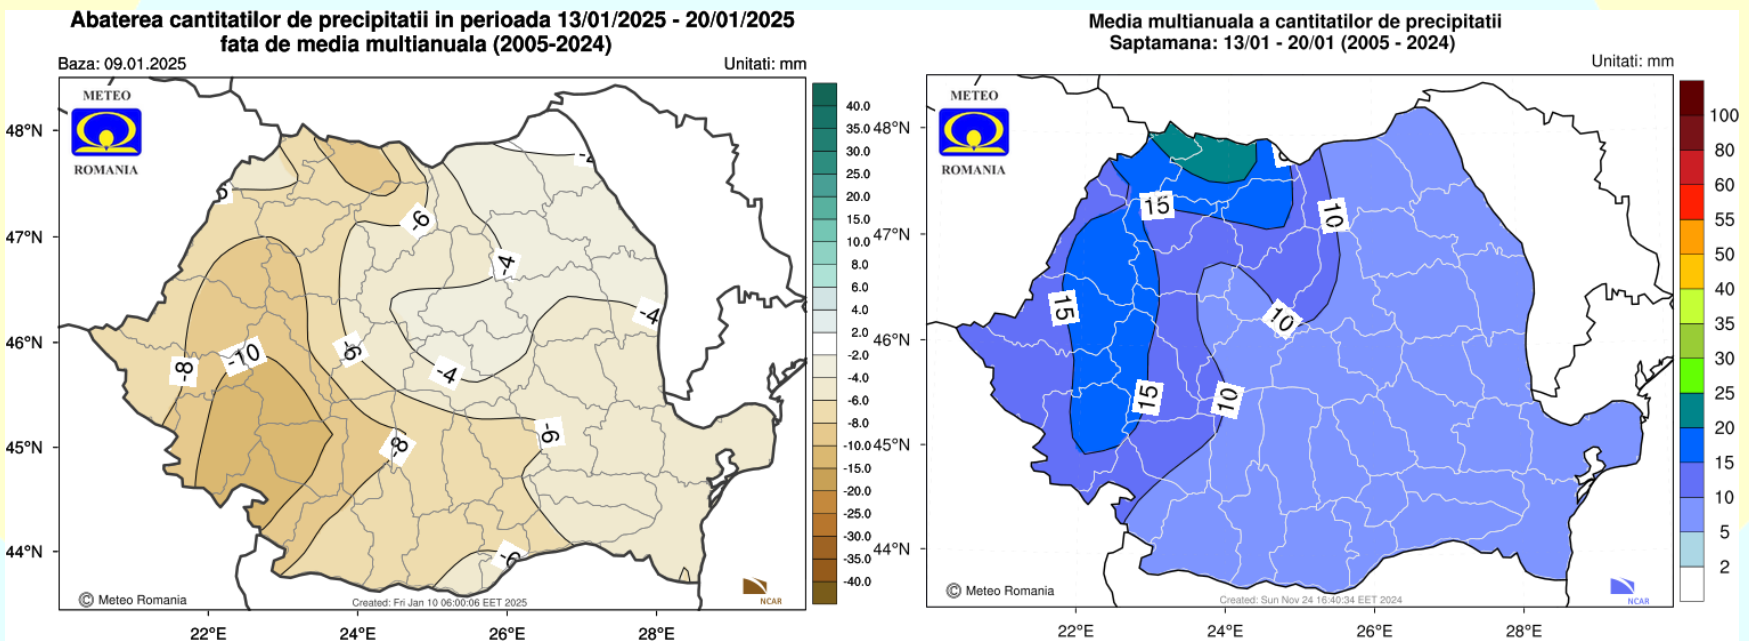 Abaterea cantitatilor de precipitatii in perioada 13/01/2025 - 20/01/2025
fata de media multianuala (2005-2024)
Baza: 09.01.2025 Unitati: mm
METEO
ROMANIA
48°N
47°N
46°N
45°N
44°N
22°E 24°E 26°E 28°E
-6
-4
-4
-8
-10
-6
-4
-8
-6
-6
40.0
35.0
30.0
25.0
20.0
15.0
10.0
8.0
6.0
4.0
2.0
-2.0
-4.0
-6.0
-8.0
-10.0
-15.0
-20.0
-25.0
-30.0
-35.0
-40.0
© Meteo Romania
Created: Fri Jan 10 06:00:06 EET 2025
NCAR
Media multianuala a cantitatilor de precipitatii
Saptamana: 13/01 - 20/01 (2005 - 2024)
Unitati: mm
METEO
ROMANIA
48°N
47°N
46°N
45°N
44°N
22°E 24°E 26°E 28°E
15
10
15
10
15
10
100
80
60
55
50
40
35
30
25
20
15
10
5
2
© Meteo Romania
Created: Sun Nov 24 16:40:34 EET 2024
NCAR